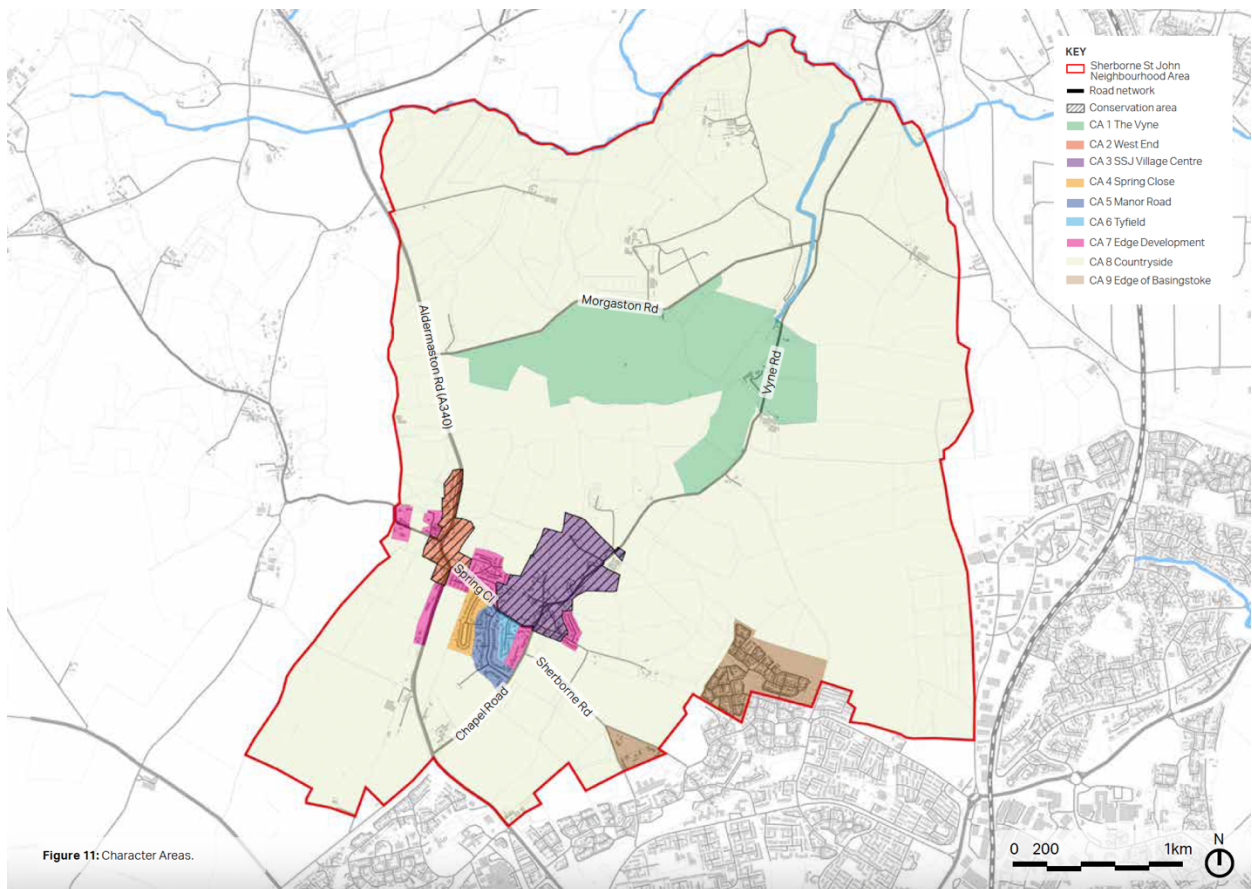 KEY
Sherborne St John
Neighbourhood Area
Road network
Conservation area
CA 1 The Vyne
CA 2 West End
CA 3 SSJ Village Centre
CA 4 Spring Close
CA 5 Manor Road
CA 6 Tyfield
CA 7 Edge Development
CA 8 Countryside
CA 9 Edge of Basingstoke
Morgaston Rd
Aldermaston Rd (A340)
Vyne Rd
Spring Cl
Sherborne Rd
Chapel Road
Figure 11: Character Areas.
0 200 1km
N